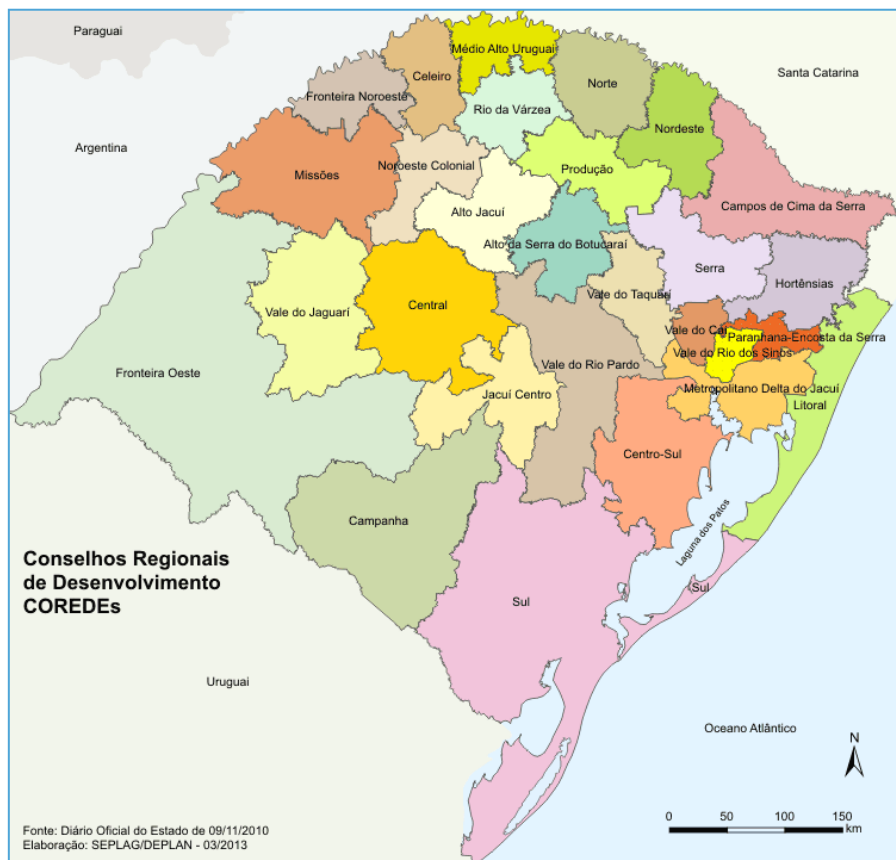 Paraguai
Médio Alto Uruguai
Celeiro
Santa Catarina
Norte
Fronteira Noroeste
Rio da Várzea
Nordeste
Argentina
Noroeste Colonial
Produção
Missões
Campos de Cima da Serra
Alto Jacuí
Alto da Serra do Botucaraí
Serra
Hortênsias
Vale do Taquari
Vale do Jaguarí
Central
Vale do Caí
Paranhana-Encosta da Serra
Vale do Rio dos Sinos
Vale do Rio Pardo
Fronteira Oeste
Metropolitano Delta do Jacuí
Jacuí Centro
Litoral
Centro-Sul
Campanha
Laguna dos Patos
Conselhos Regionais
de Desenvolvimento
COREDEs
Sul
Sul
Uruguai
Oceano Atlântico
N
0 50 100 150
km
Fonte: Diário Oficial do Estado de 09/11/2010
Elaboração: SEPLAG/DEPLAN - 03/2013